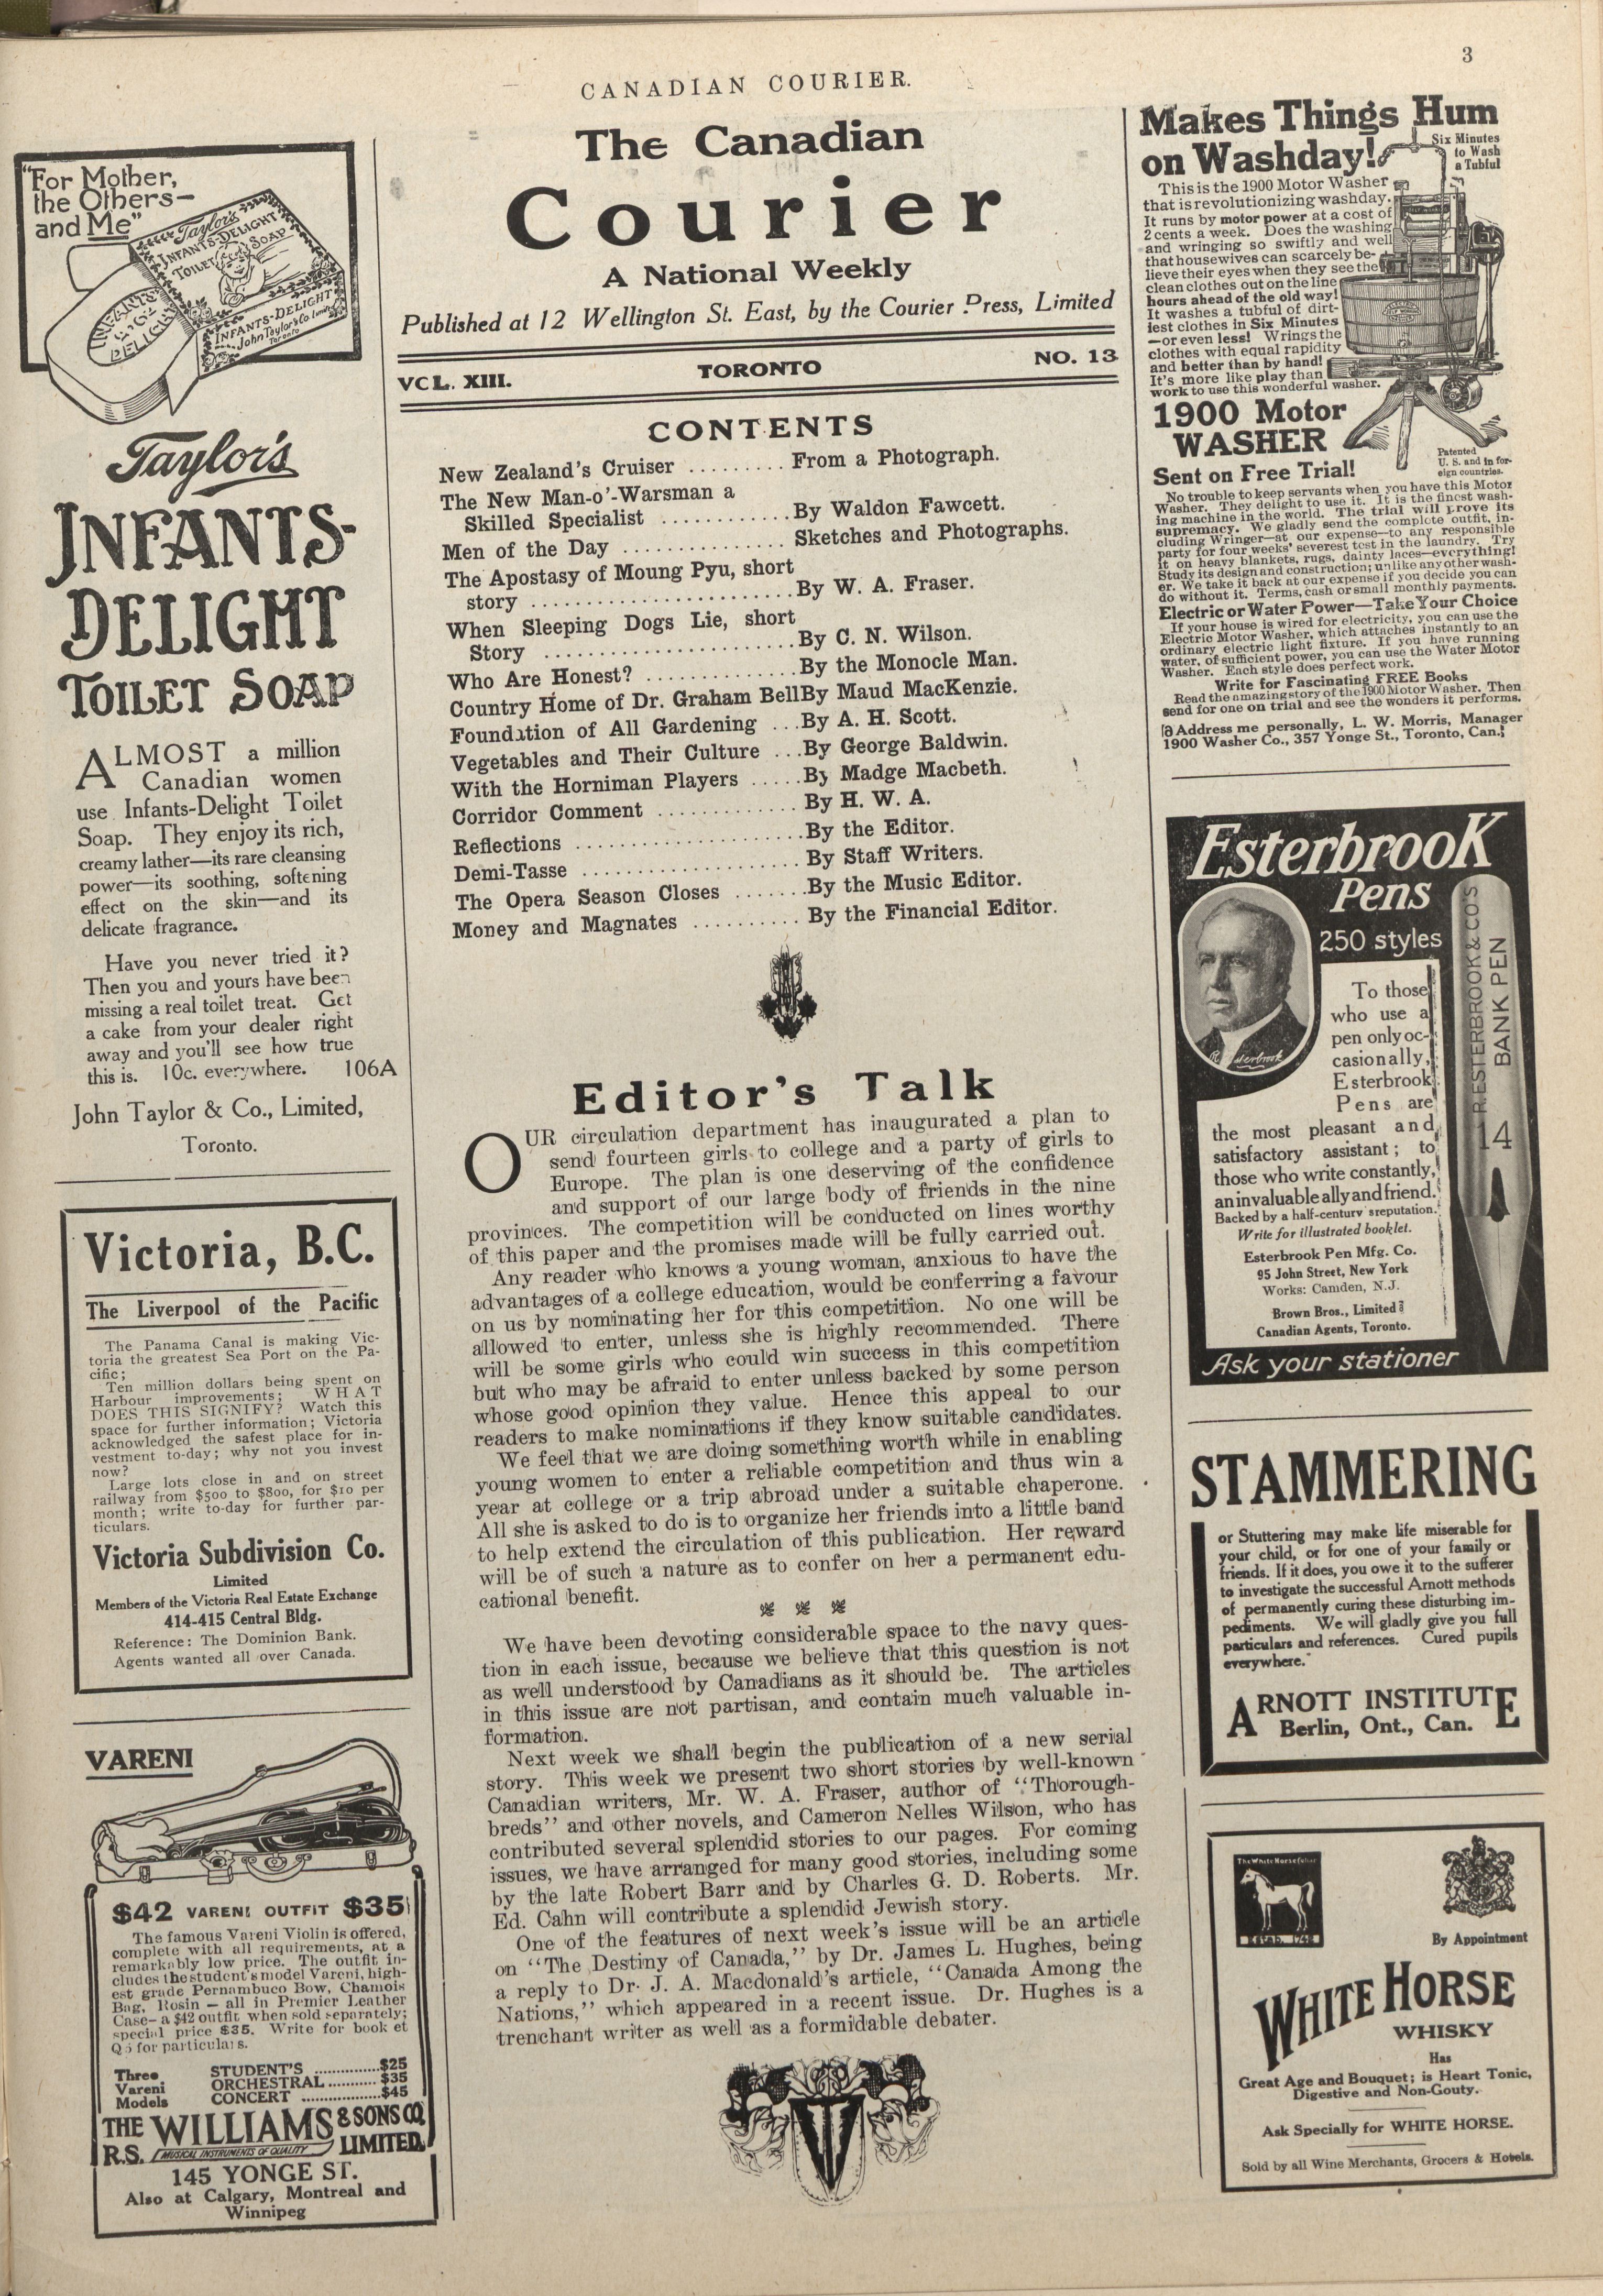 3
CANADIAN COURIER.
"For Mother,
the Others—
and Me"
Taylor's
INFANTS-DELIGHT
TOILET SOAP
INFANTS-DELIGHT
John Taylor & Co Limited
Toronto
Taylor's
INFANTS-
DELIGHT
TOILET SOAP
ALMOST a million
Canadian women
use Infants-Delight Toilet
Soap. They enjoy its rich,
creamy lather—its rare cleansing
power—its soothing, softening
effect on the skin—and its
delicate fragrance.
Have you never tried it?
Then you and yours have been
missing a real toilet treat. Get
a cake from your dealer right
away and you'll see how true
this is. 10c. everywhere. 106A
John Taylor & Co., Limited,
Toronto.
Victoria, B.C.
The Liverpool of the Pacific
The Panama Canal is making Vic-
toria the greatest Sea Port on the Pa-
cific;
Ten million dollars being spent on
Harbour improvements; WHAT
DOES THIS SIGNIFY? Watch this
space for further information; Victoria
acknowledged the safest place for in-
vestment to-day; why not you invest
now?
Large lots close in and on street
railway from $500 to $800, for $10 per
month; write to-day for further par-
ticulars.
Victoria Subdivision Co.
Limited
Members of the Victoria Real Estate Exchange
414-415 Central Bldg.
Reference: The Dominion Bank.
Agents wanted all over Canada.
VARENI
$42 VARENI OUTFIT $35
The famous Vareni Violin is offered,
complete with all requirements, at a
remarkably low price. The outfit in-
cludes the student's model Vareni, high-
est grade Pernambuco Bow, Chamois
Bag, Rosin — all in Premier Leather
Case—a $42 outfit when sold separately;
special price $35. Write for book et
Q5 for particulars.
Three
Vareni
Models
STUDENT'S ..............$25
ORCHESTRAL ...........$35
CONCERT .................$45
THE WILLIAMS & SONS CO.
R.S. MUSICAL INSTRUMENTS OF QUALITY LIMITED.
145 YONGE ST.
Also at Calgary, Montreal and
Winnipeg
The Canadian
Courier
A National Weekly
Published at 12 Wellington St. East, by the Courier Press, Limited
VOL. XIII. TORONTO NO. 13
CONTENTS
New Zealand's Cruiser ......... From a Photograph.
The New Man-o'-Warsman a
Skilled Specialist ............By Waldon Fawcett.
Men of the Day ............... Sketches and Photographs.
The Apostasy of Moung Pyu, short
story ........................By W. A. Fraser.
When Sleeping Dogs Lie, short
Story .......................By C. N. Wilson.
Who Are Honest? ..............By the Monocle Man.
Country Home of Dr. Graham BellBy Maud MacKenzie.
Foundation of All Gardening ...By A. H. Scott.
Vegetables and Their Culture ...By George Baldwin.
With the Horniman Players .....By Madge Macbeth.
Corridor Comment ............. By H. W. A.
Reflections .....................By the Editor.
Demi-Tasse .................... By Staff Writers.
The Opera Season Closes .......By the Music Editor.
Money and Magnates .......... By the Financial Editor.
Editor's Talk
OUR circulation department has inaugurated a plan to
send fourteen girls to college and a party of girls to
Europe. The plan is one deserving of the confidence
and support of our large body of friends in the nine
provinces. The competition will be conducted on lines worthy
of this paper and the promises made will be fully carried out.
Any reader who knows a young woman, anxious to have the
advantages of a college education, would be conferring a favour
on us by nominating her for this competition. No one will be
allowed to enter, unless she is highly recommended. There
will be some girls who could win success in this competition
but who may be afraid to enter unless backed by some person
whose good opinion they value. Hence this appeal to our
readers to make nominations if they know suitable candidates.
We feel that we are doing something worth while in enabling
young women to enter a reliable competition and thus win a
year at college or a trip abroad under a suitable chaperone.
All she is asked to do is to organize her friends into a little band
to help extend the circulation of this publication. Her reward
will be of such a nature as to confer on her a permanent edu-
cational benefit.
We have been devoting considerable space to the navy ques-
tion in each issue, because we believe that this question is not
as well understood by Canadians as it should be. The articles
in this issue are not partisan, and contain much valuable in-
formation.
Next week we shall begin the publication of a new serial
story. This week we present two short stories by well-known
Canadian writers, Mr. W. A. Fraser, author of "Thorough-
breds" and other novels, and Cameron Nelles Wilson, who has
contributed several splendid stories to our pages. For coming
issues, we have arranged for many good stories, including some
by the late Robert Barr and by Charles G. D. Roberts. Mr.
Ed. Cahn will contribute a splendid Jewish story.
One of the features of next week's issue will be an article
on "The Destiny of Canada," by Dr. James L. Hughes, being
a reply to Dr. J. A. Macdonald's article, "Canada Among the
Nations," which appeared in a recent issue. Dr. Hughes is a
trenchant writer as well as a formidable debater.
Makes Things Hum
on Washday!
Six Minutes
to Wash
a Tubful
This is the 1900 Motor Washer
that is revolutionizing washday.
It runs by motor power at a cost of
2 cents a week. Does the washing
and wringing so swiftly and well
that housewives can scarcely be-
lieve their eyes when they see the
clean clothes out on the line
hours ahead of the old way!
It washes a tubful of dirt-
iest clothes in Six Minutes
—or even less! Wrings the
clothes with equal rapidity
and better than by hand!
It's more like play than
work to use this wonderful washer.
1900 Motor
WASHER
Patented
U. S. and in for-
eign countries.
Sent on Free Trial!
No trouble to keep servants when you have this Motor
Washer. They delight to use it. It is the finest wash-
ing machine in the world. The trial will prove its
supremacy. We gladly send the complete outfit, in-
cluding Wringer—at our expense—to any responsible
party for four weeks' severest test in the laundry. Try
it on heavy blankets, rugs, dainty laces—everything!
Study its design and construction; unlike any other wash-
er. We take it back at our expense if you decide you can
do without it. Terms, cash or small monthly payments.
Electric or Water Power—Take Your Choice
If your house is wired for electricity, you can use the
Electric Motor Washer, which attaches instantly to an
ordinary electric light fixture. If you have running
water, of sufficient power, you can use the Water Motor
Washer. Each style does perfect work.
Write for Fascinating FREE Books
Read the amazing story of the 1900 Motor Washer. Then
send for one on trial and see the wonders it performs.
Address me personally, L. W. Morris, Manager
1900 Washer Co., 357 Yonge St., Toronto, Can.
Esterbrook
Pens
250 styles
R. Esterbrook
R.ESTERBROOK & CO'S
BANK PEN
14
To those
who use a
pen only oc-
casionally,
Esterbrook
Pens are
the most pleasant and
satisfactory assistant; to
those who write constantly,
an invaluable ally and friend.
Backed by a half-century's reputation.
Write for illustrated booklet.
Esterbrook Pen Mfg. Co.
95 John Street, New York
Works: Camden, N.J.
Brown Bros., Limited
Canadian Agents, Toronto.
Ask your stationer
STAMMERING
or Stuttering may make life miserable for
your child, or for one of your family or
friends. If it does, you owe it to the sufferer
to investigate the successful Arnott methods
of permanently curing these disturbing im-
pediments. We will gladly give you full
particulars and references. Cured pupils
everywhere.
ARNOTT INSTITUTE
Berlin, Ont., Can.
The White Horse Cellar
Estab. 1742
By Appointment
WHITE HORSE
WHISKY
Has
Great Age and Bouquet; is Heart Tonic,
Digestive and Non-Gouty.
Ask Specially for WHITE HORSE.
Sold by all Wine Merchants, Grocers & Hotels.